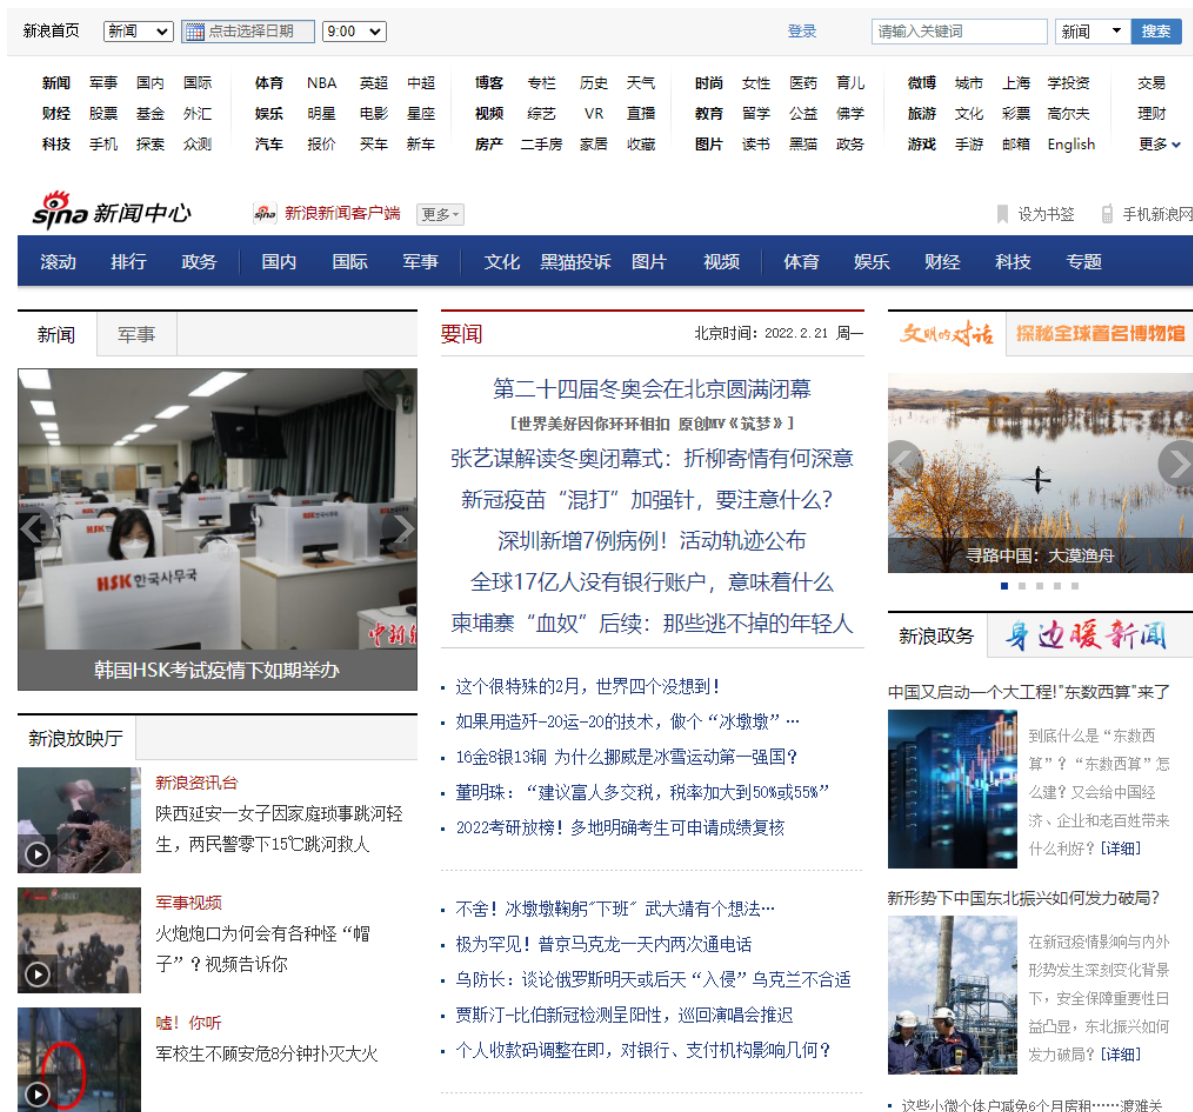 新浪首页 新闻 点击选择日期 9:00 登录 请输入关键词 新闻 搜索
新闻 军事 国内 国际 体育 NBA 英超 中超 博客 专栏 历史 天气 时尚 女性 医药 育儿 微博 城市 上海 学投资 交易
财经 股票 基金 外汇 娱乐 明星 电影 星座 视频 综艺 VR 直播 教育 留学 公益 佛学 旅游 文化 彩票 高尔夫 理财
科技 手机 探索 众测 汽车 报价 买车 新车 房产 二手房 家居 收藏 图片 读书 黑猫 政务 游戏 手游 邮箱 English 更多
sina 新闻中心 sina 新浪新闻客户端 更多 设为书签 手机新浪网
滚动 排行 政务 国内 国际 军事 文化 黑猫投诉 图片 视频 体育 娱乐 财经 科技 专题
新闻 军事
HSK한국사무국
韩国HSK考试疫情下如期举办
新浪放映厅
新浪资讯台
陕西延安一女子因家庭琐事跳河轻
生，两民警零下15℃跳河救人
军事视频
火炮炮口为何会有各种怪“帽
子”？视频告诉你
嘘！你听
军校生不顾安危8分钟扑灭大火
要闻 北京时间：2022.2.21 周一
第二十四届冬奥会在北京圆满闭幕
[世界美好因你环环相扣 原创MV《筑梦》]
张艺谋解读冬奥闭幕式：折柳寄情有何深意
新冠疫苗“混打”加强针，要注意什么？
深圳新增7例病例！活动轨迹公布
全球17亿人没有银行账户，意味着什么
柬埔寨“血奴”后续：那些逃不掉的年轻人
这个很特殊的2月，世界四个没想到！
如果用造歼-20运-20的技术，做个“冰墩墩”…
16金8银13铜 为什么挪威是冰雪运动第一强国？
董明珠：“建议富人多交税，税率加大到50%或55%”
2022考研放榜！多地明确考生可申请成绩复核
不舍！冰墩墩鞠躬"下班" 武大靖有个想法…
极为罕见！普京马克龙一天内两次通电话
乌防长：谈论俄罗斯明天或后天“入侵”乌克兰不合适
贾斯汀-比伯新冠检测呈阳性，巡回演唱会推迟
个人收款码调整在即，对银行、支付机构影响几何？
文明的对话 探秘全球著名博物馆
寻路中国：大漠渔舟
新浪政务 身边暖新闻
中国又启动一个大工程!"东数西算"来了
到底什么是“东数西
算”？“东数西算”怎
么建？又会给中国经
济、企业和老百姓带来
什么利好？[详细]
新形势下中国东北振兴如何发力破局？
在新冠疫情影响与内外
形势发生深刻变化背景
下，安全保障重要性日
益凸显，东北振兴如何
发力破局？[详细]
这些小微个体户减免6个月房租……渡难关